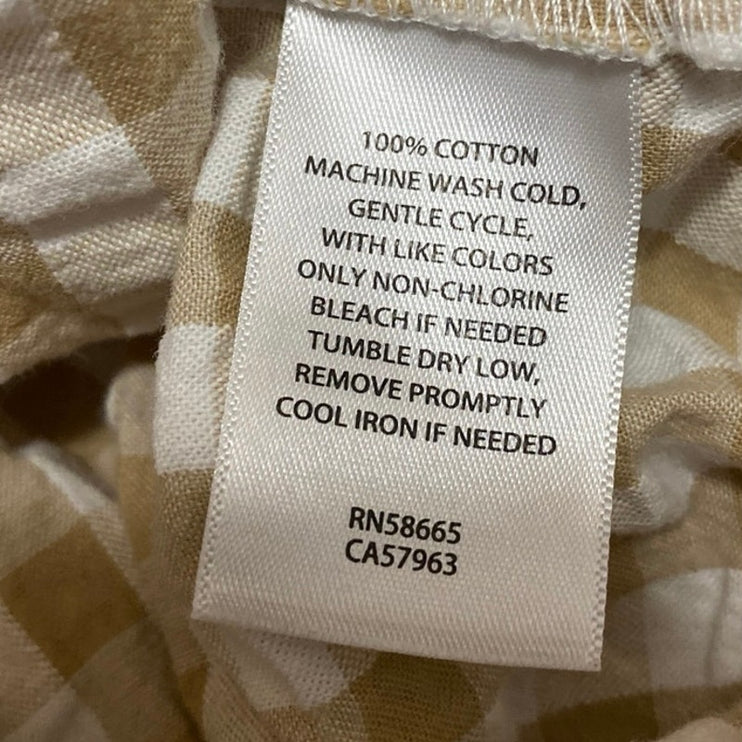 100% COTTON
MACHINE WASH COLD,
GENTLE CYCLE,
WITH LIKE COLORS
ONLY NON-CHLORINE
BLEACH IF NEEDED
TUMBLE DRY LOW,
REMOVE PROMPTLY
COOL IRON IF NEEDED
RN58665
CA57963